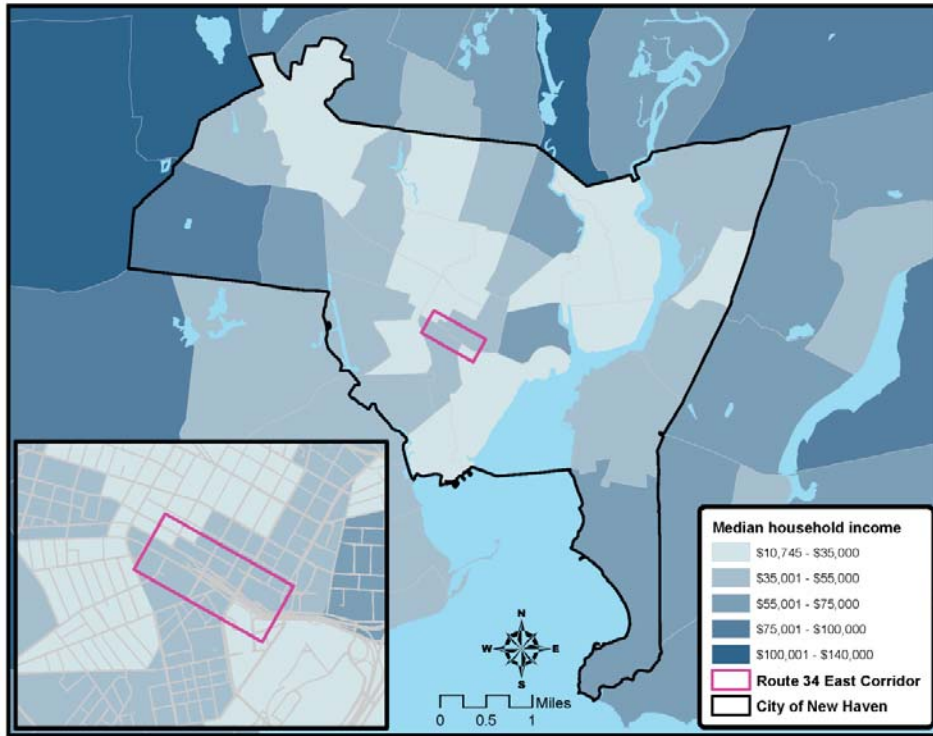 Median household income
$10,745 - $35,000
$35,001 - $55,000
$55,001 - $75,000
$75,001 - $100,000
$100,001 - $140,000
Route 34 East Corridor
City of New Haven
N
W E
S
Miles
0 0.5 1